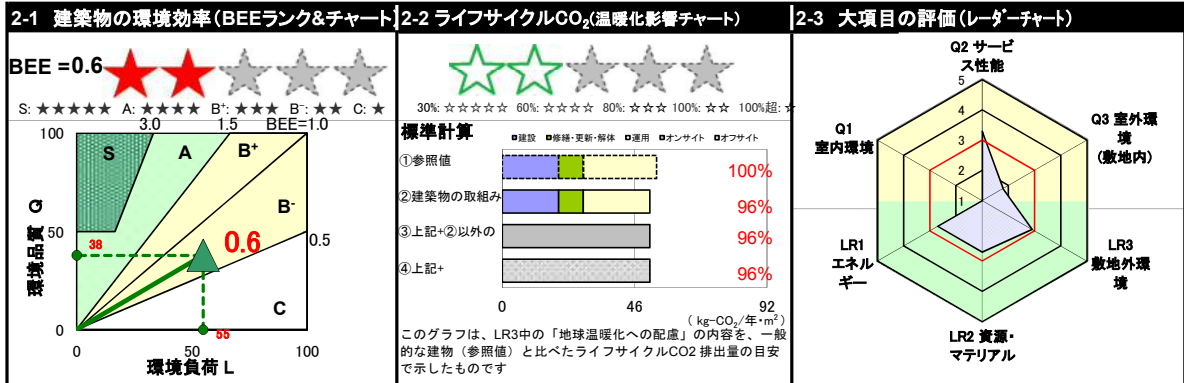 2-1 建築物の環境効率(BEEランク&チャート)
BEE =0.6
S: ★★★★★ A: ★★★★ B⁺: ★★★ B⁻: ★★ C: ★
3.0 1.5 BEE=1.0
100
S
A
B⁺
B⁻
50
38
0.6
0.5
環境品質 Q
C
55
0
0 50 100
環境負荷 L
2-2 ライフサイクルCO₂(温暖化影響チャート)
30%: ☆☆☆☆☆ 60%: ☆☆☆☆ 80%: ☆☆☆ 100%: ☆☆ 100%超: ☆
標準計算
建設 修繕・更新・解体 運用 オンサイト オフサイト
①参照値 100%
②建築物の取組み 96%
③上記+②以外の 96%
④上記+ 96%
0 46 92
( kg-CO₂/年・m²)
このグラフは、LR3中の「地球温暖化への配慮」の内容を、一般
的な建物(参照値)と比べたライフサイクルCO2 排出量の目安
で示したものです
2-3 大項目の評価(レーダーチャート)
Q2 サービ
ス性能
5
4
3
2
1
Q1
室内環境
Q3 室外環
境
(敷地内)
LR1
エネル
ギー
LR3
敷地外環
境
LR2 資源・
マテリアル